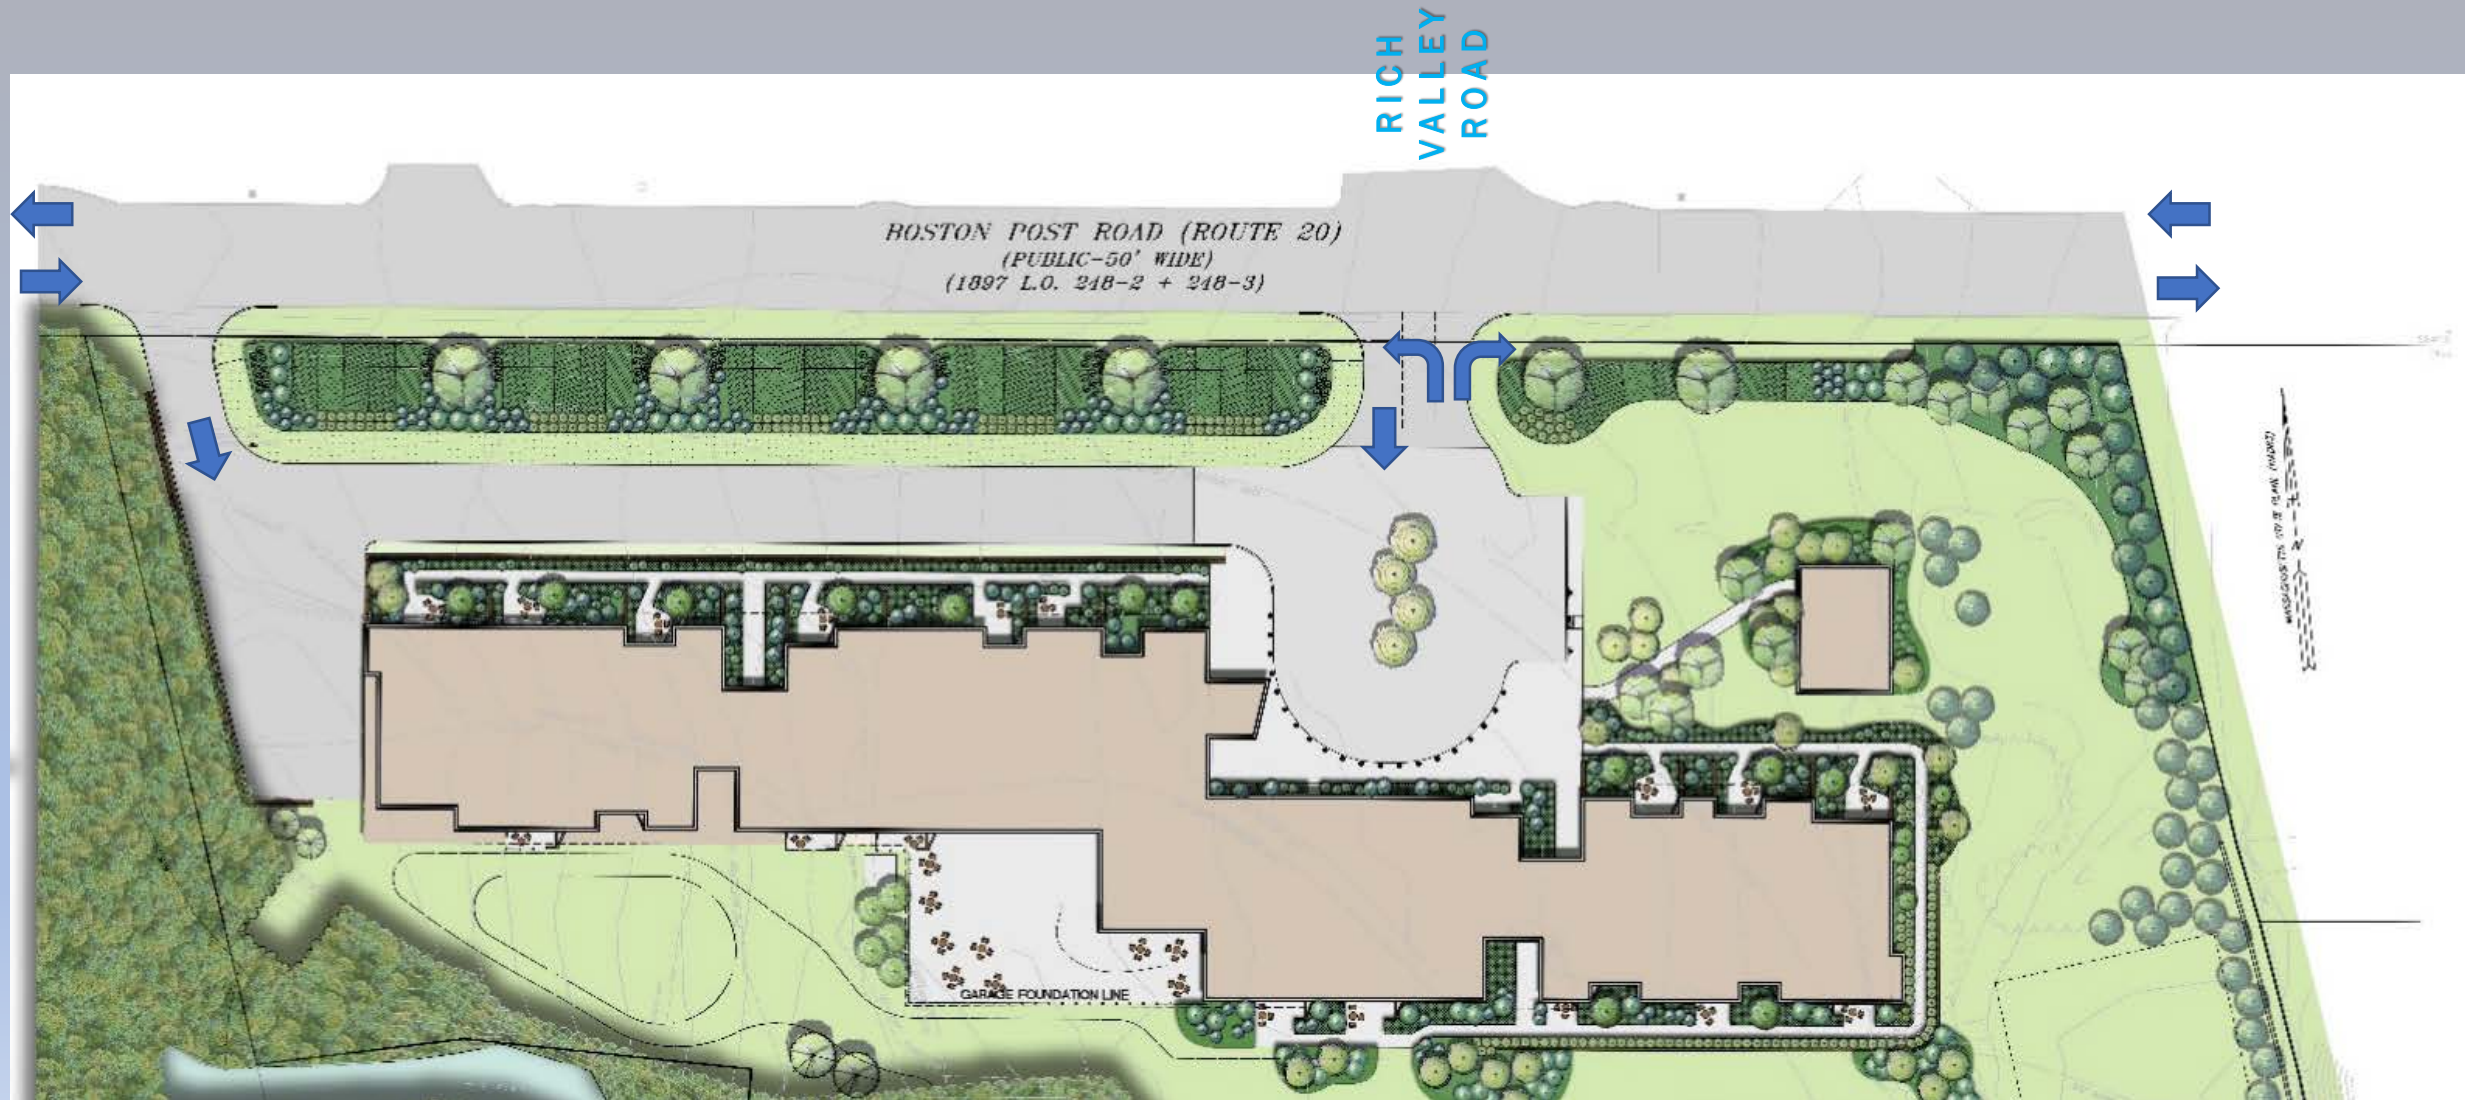 RICH
VALLEY
ROAD
BOSTON POST ROAD (ROUTE 20)
(PUBLIC-50' WIDE)
(1897 L.O. 248-2 + 248-3)
GARAGE FOUNDATION LINE